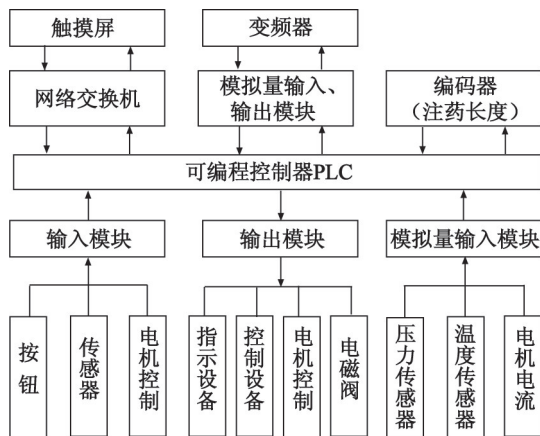 触摸屏
变频器
网络交换机
模拟量输入、
输出模块
编码器
（注药长度）
可编程控制器PLC
输入模块
输出模块
模拟量输入模块
按钮
传感器
电机控制
指示设备
控制设备
电机控制
电磁阀
压力传感器
温度传感器
电机电流